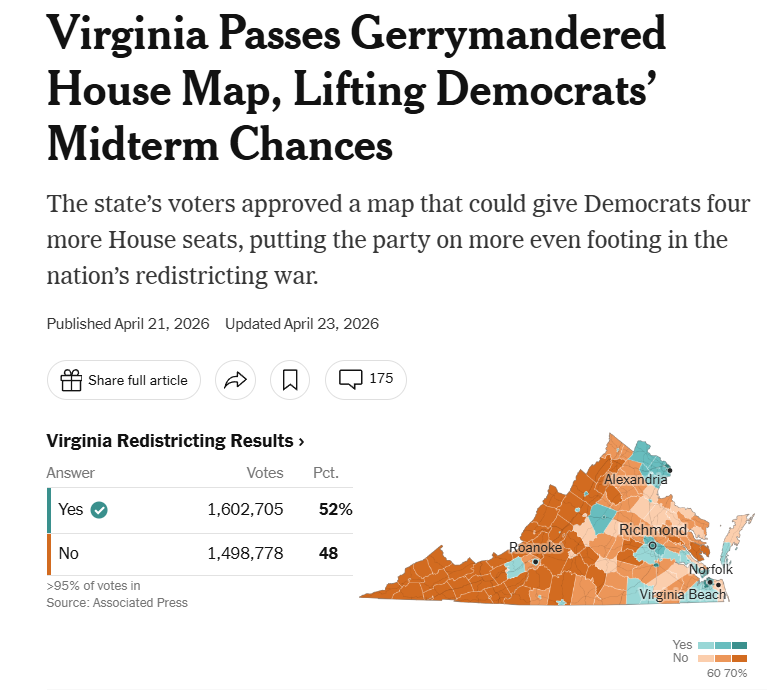 Virginia Passes Gerrymandered
House Map, Lifting Democrats’
Midterm Chances
The state’s voters approved a map that could give Democrats four
more House seats, putting the party on more even footing in the
nation’s redistricting war.
Published April 21, 2026 Updated April 23, 2026
Share full article 175
Virginia Redistricting Results ›
Answer Votes Pct.
Yes 1,602,705 52%
No 1,498,778 48
>95% of votes in
Source: Associated Press
Alexandria
Richmond
Roanoke
Norfolk
Virginia Beach
Yes
No
60 70%